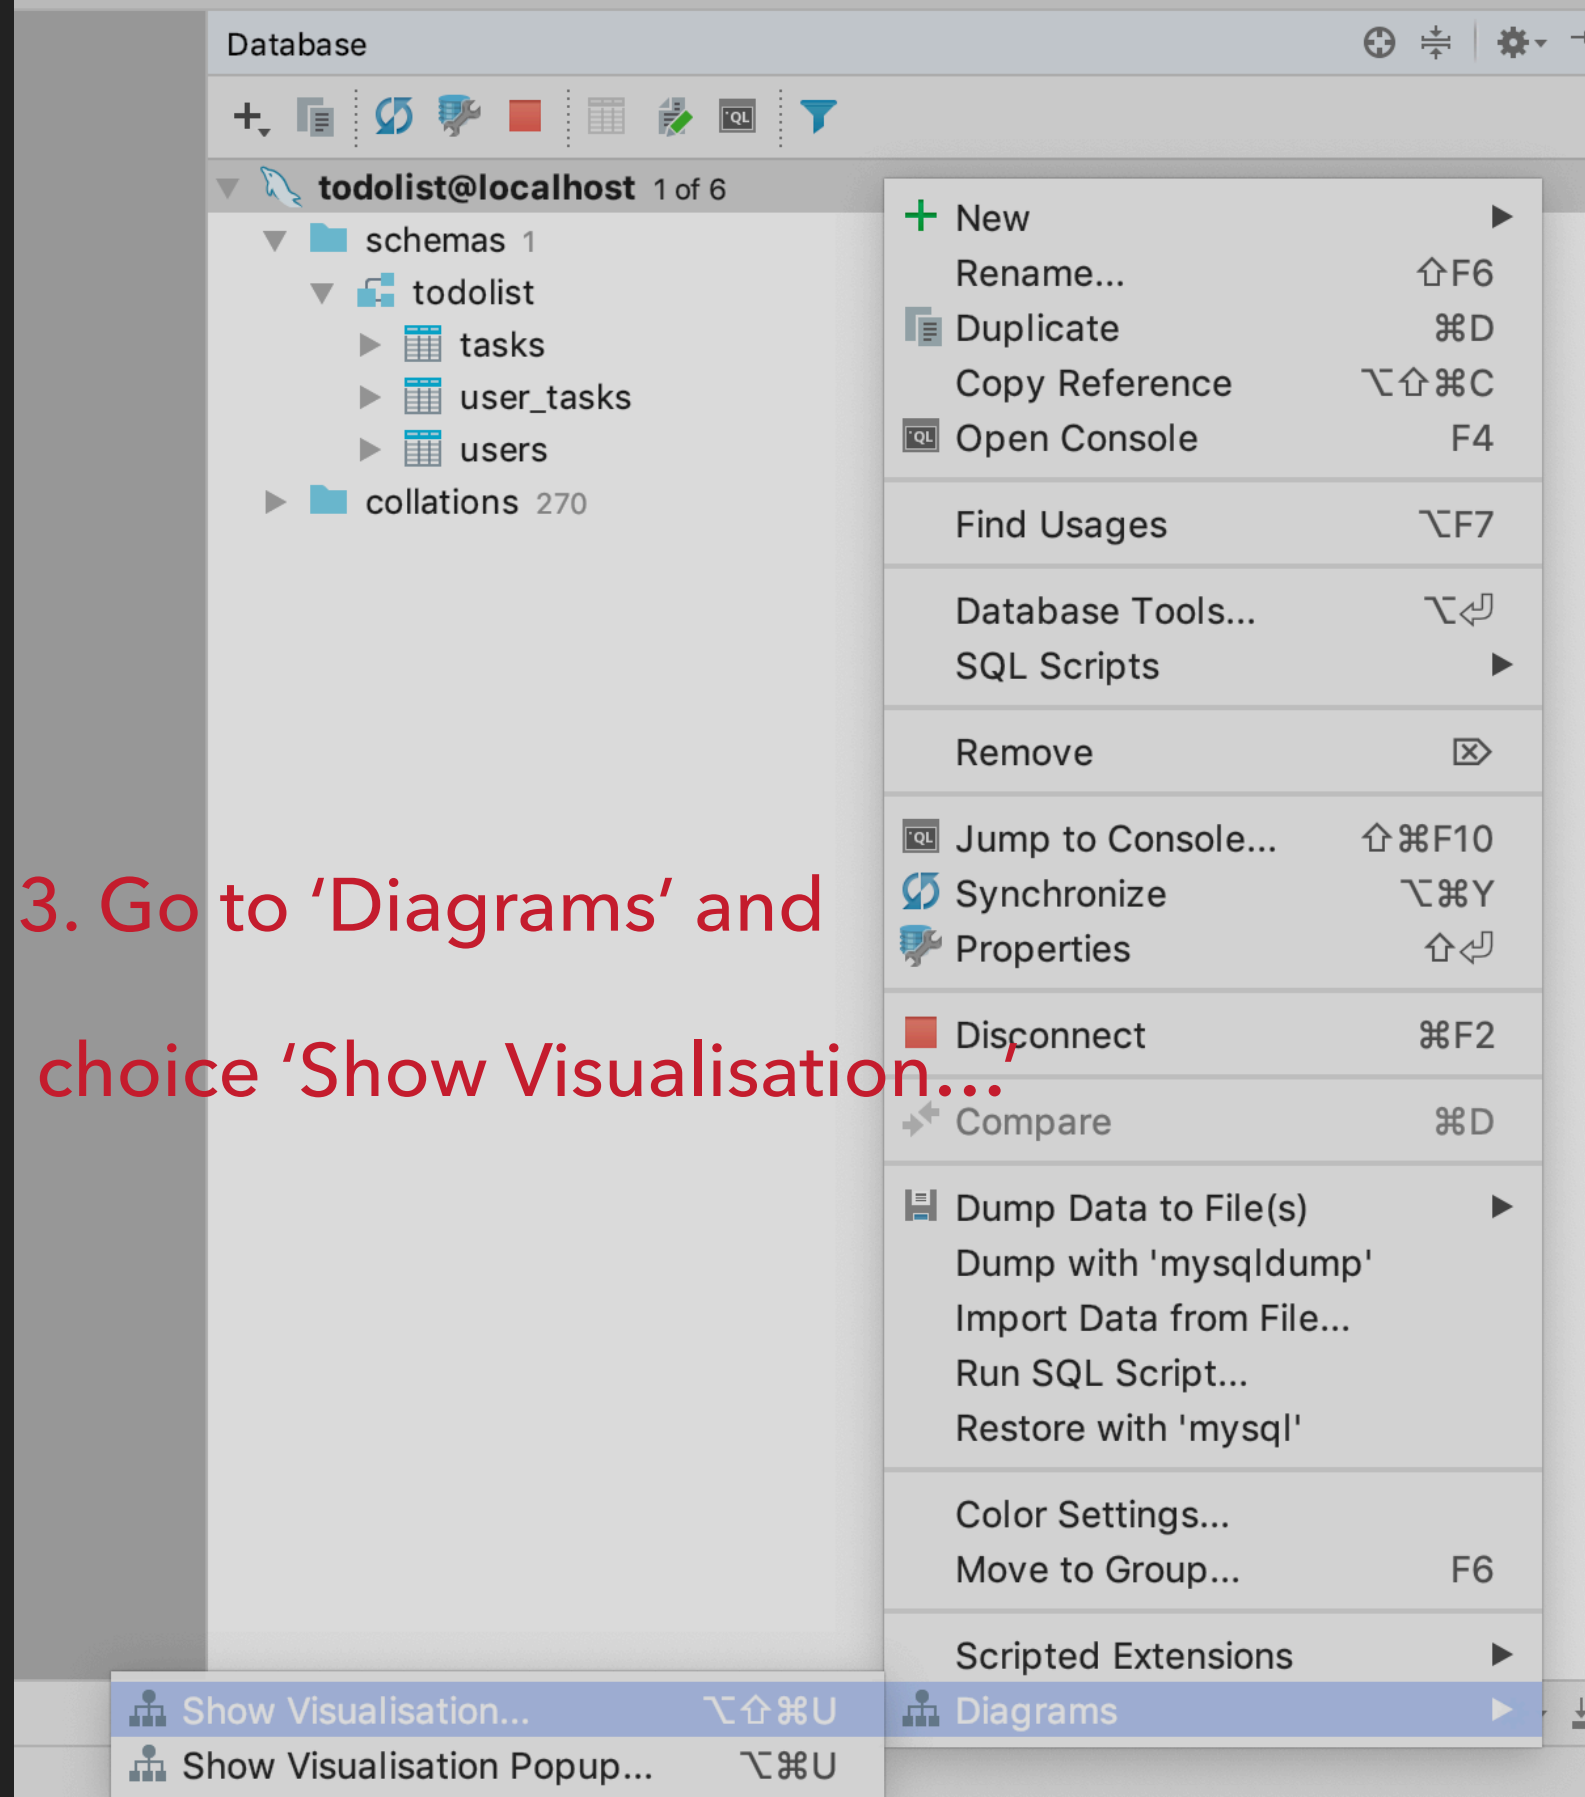 Database
QL
todolist@localhost 1 of 6
schemas 1
todolist
tasks
user_tasks
users
collations 270
New
Rename... ⇧F6
Duplicate ⌘D
Copy Reference ⌥⇧⌘C
QL Open Console F4
Find Usages ⌥F7
Database Tools... ⌥⏎
SQL Scripts
Remove ⌦
QL Jump to Console... ⇧⌘F10
Synchronize ⌥⌘Y
Properties ⇧⏎
Disconnect ⌘F2
Compare ⌘D
Dump Data to File(s)
Dump with 'mysqldump'
Import Data from File...
Run SQL Script...
Restore with 'mysql'
Color Settings...
Move to Group... F6
Scripted Extensions
Diagrams
Show Visualisation... ⌥⇧⌘U
Show Visualisation Popup... ⌥⌘U
3. Go to ‘Diagrams’ and
choice ‘Show Visualisation…’